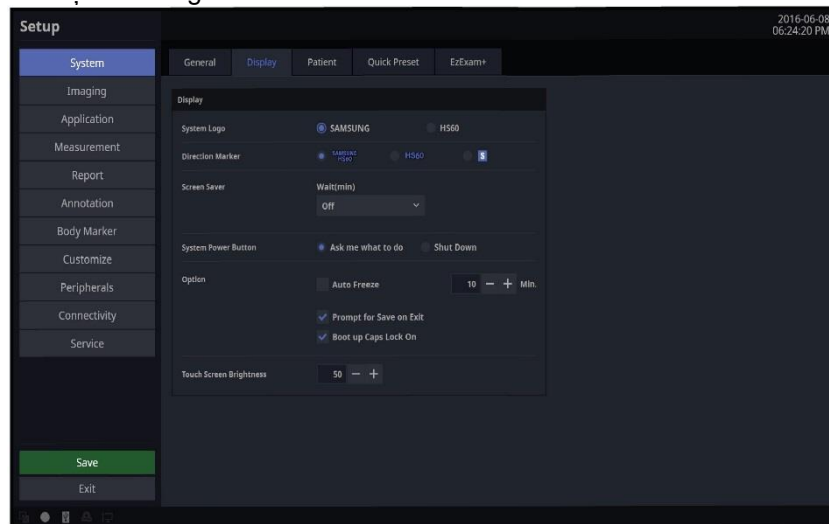 Setup
2016-06-08
06:24:20 PM
System
Imaging
Application
Measurement
Report
Annotation
Body Marker
Customize
Peripherals
Connectivity
Service
Save
Exit
General Display Patient Quick Preset EzExam+
Display
System Logo SAMSUNG HS60
Direction Marker SAMSUNG HS60 HS60 S
Screen Saver Wait(min)
Off
System Power Button Ask me what to do Shut Down
Option Auto Freeze 10 − + Min.
Prompt for Save on Exit
Boot up Caps Lock On
Touch Screen Brightness 50 − +